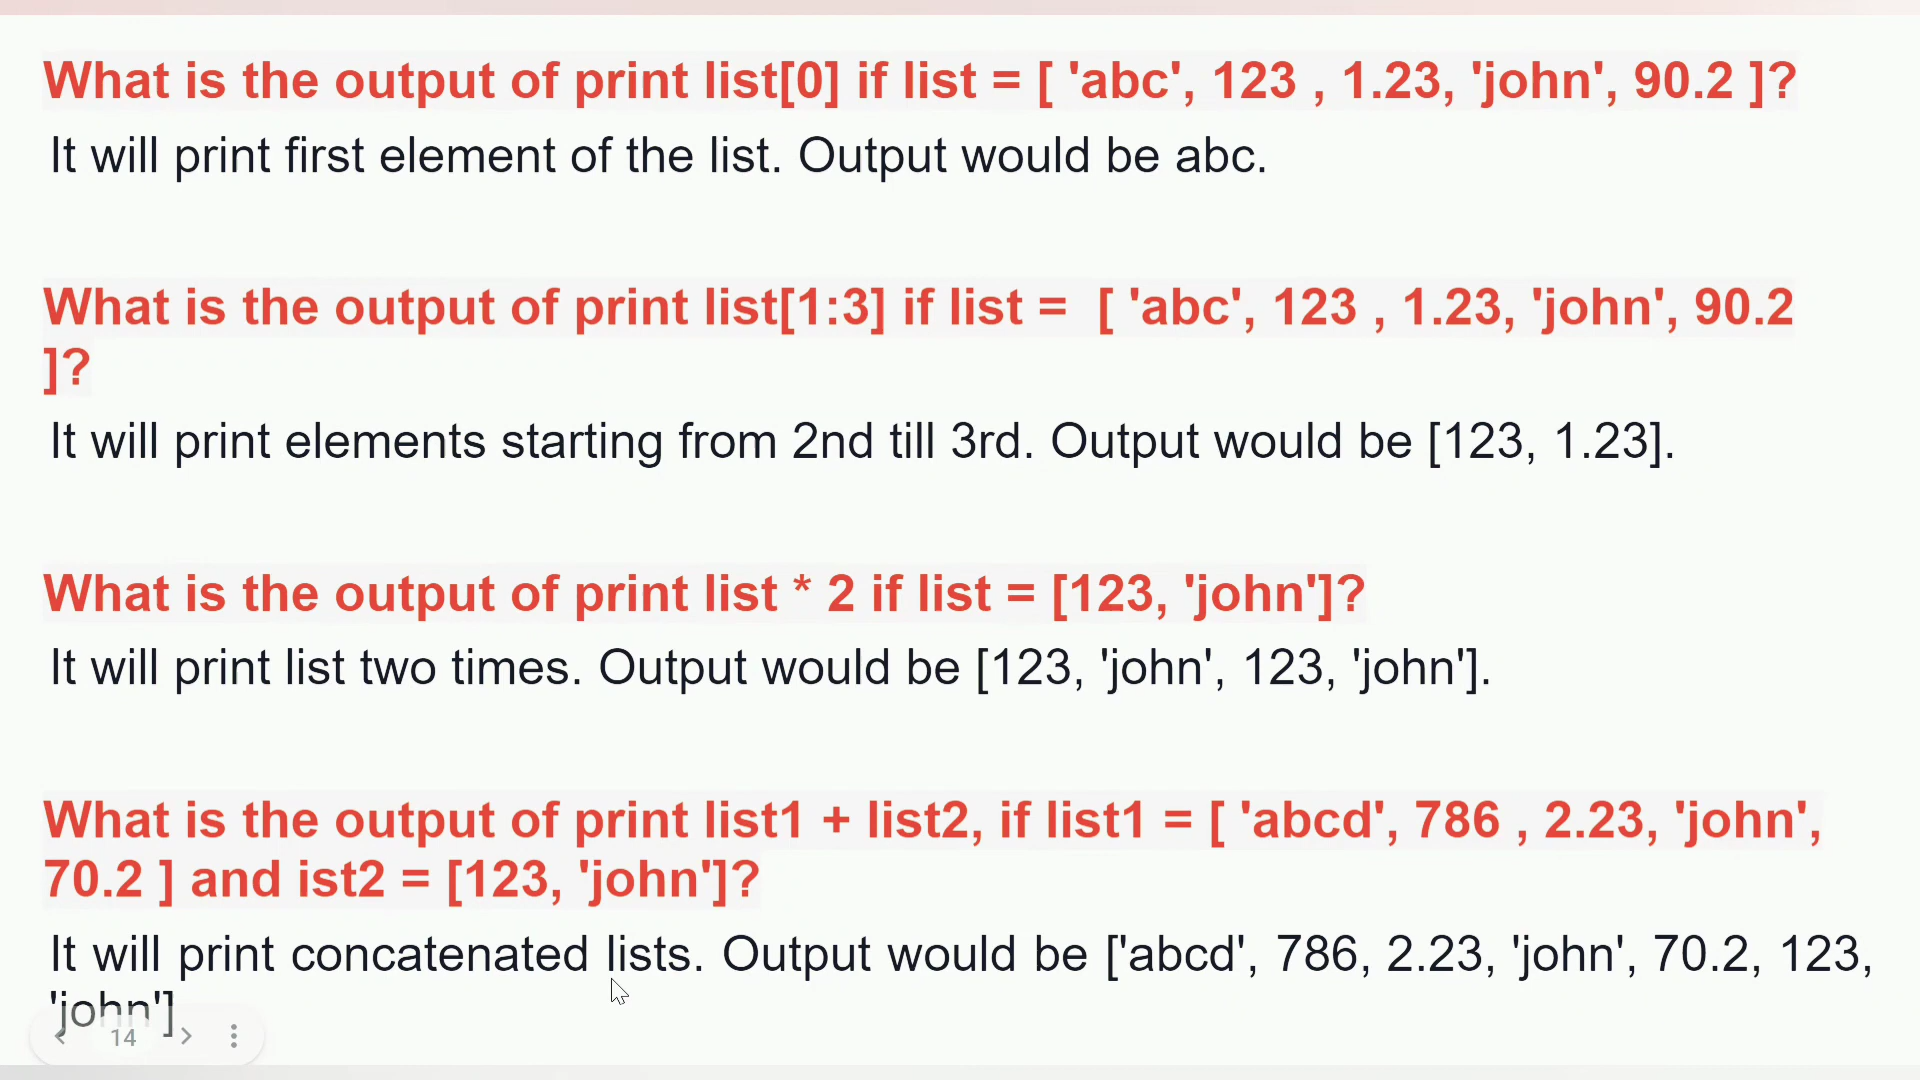 What is the output of print list[0] if list = [ 'abc', 123 , 1.23, 'john', 90.2 ]?
It will print first element of the list. Output would be abc.
What is the output of print list[1:3] if list =  [ 'abc', 123 , 1.23, 'john', 90.2
]?
It will print elements starting from 2nd till 3rd. Output would be [123, 1.23].
What is the output of print list * 2 if list = [123, 'john']?
It will print list two times. Output would be [123, 'john', 123, 'john'].
What is the output of print list1 + list2, if list1 = [ 'abcd', 786 , 2.23, 'john',
70.2 ] and ist2 = [123, 'john']?
It will print concatenated lists. Output would be ['abcd', 786, 2.23, 'john', 70.2, 123,
'john']
14